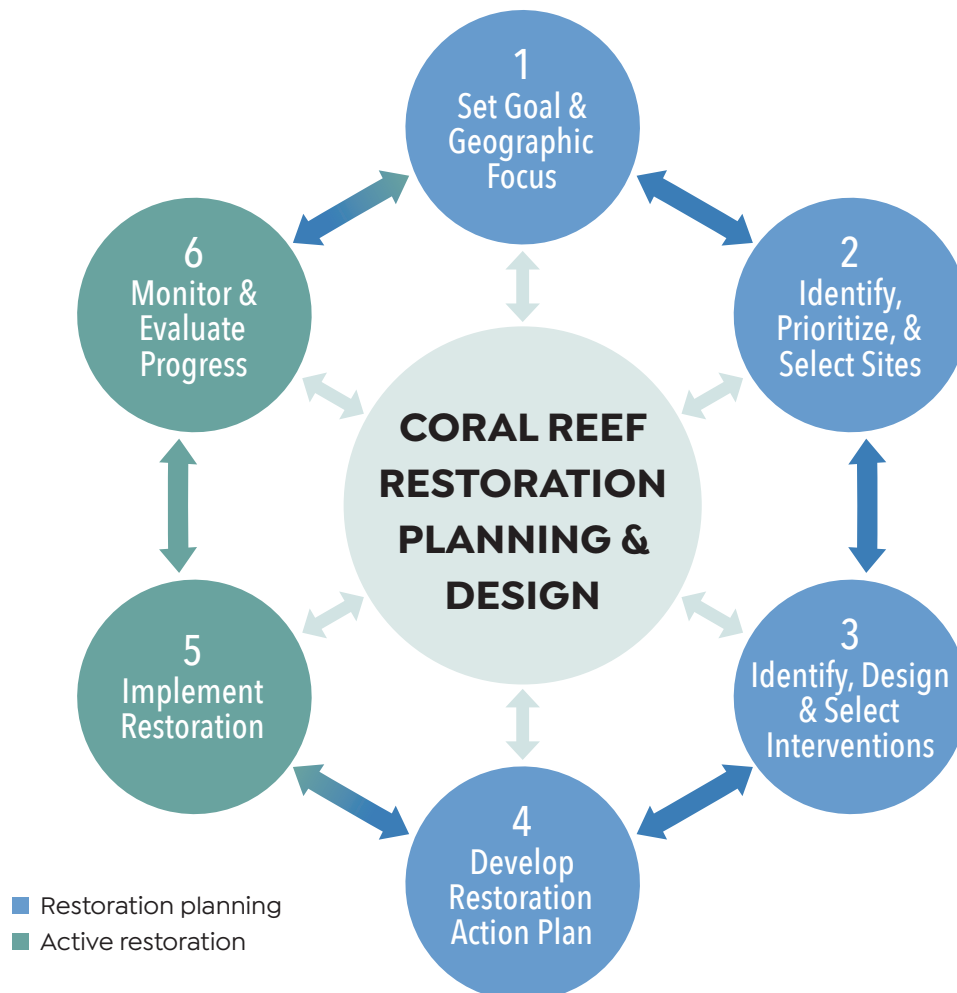 1
Set Goal &
Geographic
Focus
2
Identify,
Prioritize, &
Select Sites
3
Identify, Design
& Select
Interventions
4
Develop
Restoration
Action Plan
5
Implement
Restoration
6
Monitor &
Evaluate
Progress
CORAL REEF
RESTORATION
PLANNING &
DESIGN
Restoration planning
Active restoration